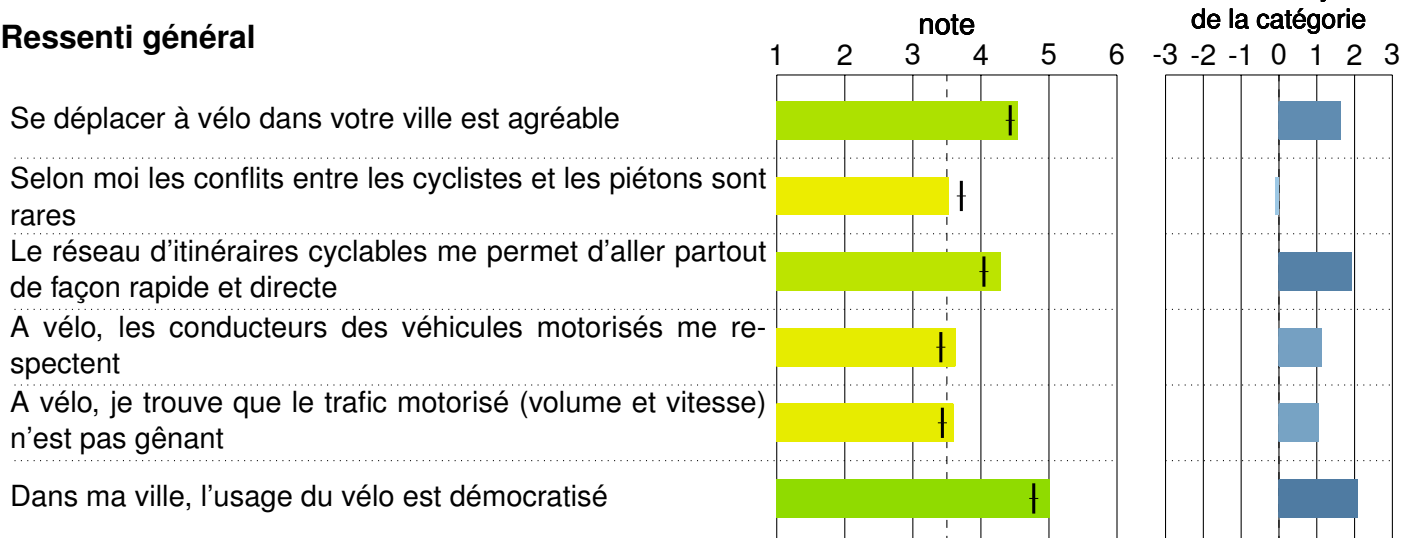 Ressenti général
note
de la catégorie
1 2 3 4 5 6
-3 -2 -1 0 1 2 3
Se déplacer à vélo dans votre ville est agréable
Selon moi les conflits entre les cyclistes et les piétons sont
rares
Le réseau d'itinéraires cyclables me permet d'aller partout
de façon rapide et directe
A vélo, les conducteurs des véhicules motorisés me re-
spectent
A vélo, je trouve que le trafic motorisé (volume et vitesse)
n'est pas gênant
Dans ma ville, l'usage du vélo est démocratisé